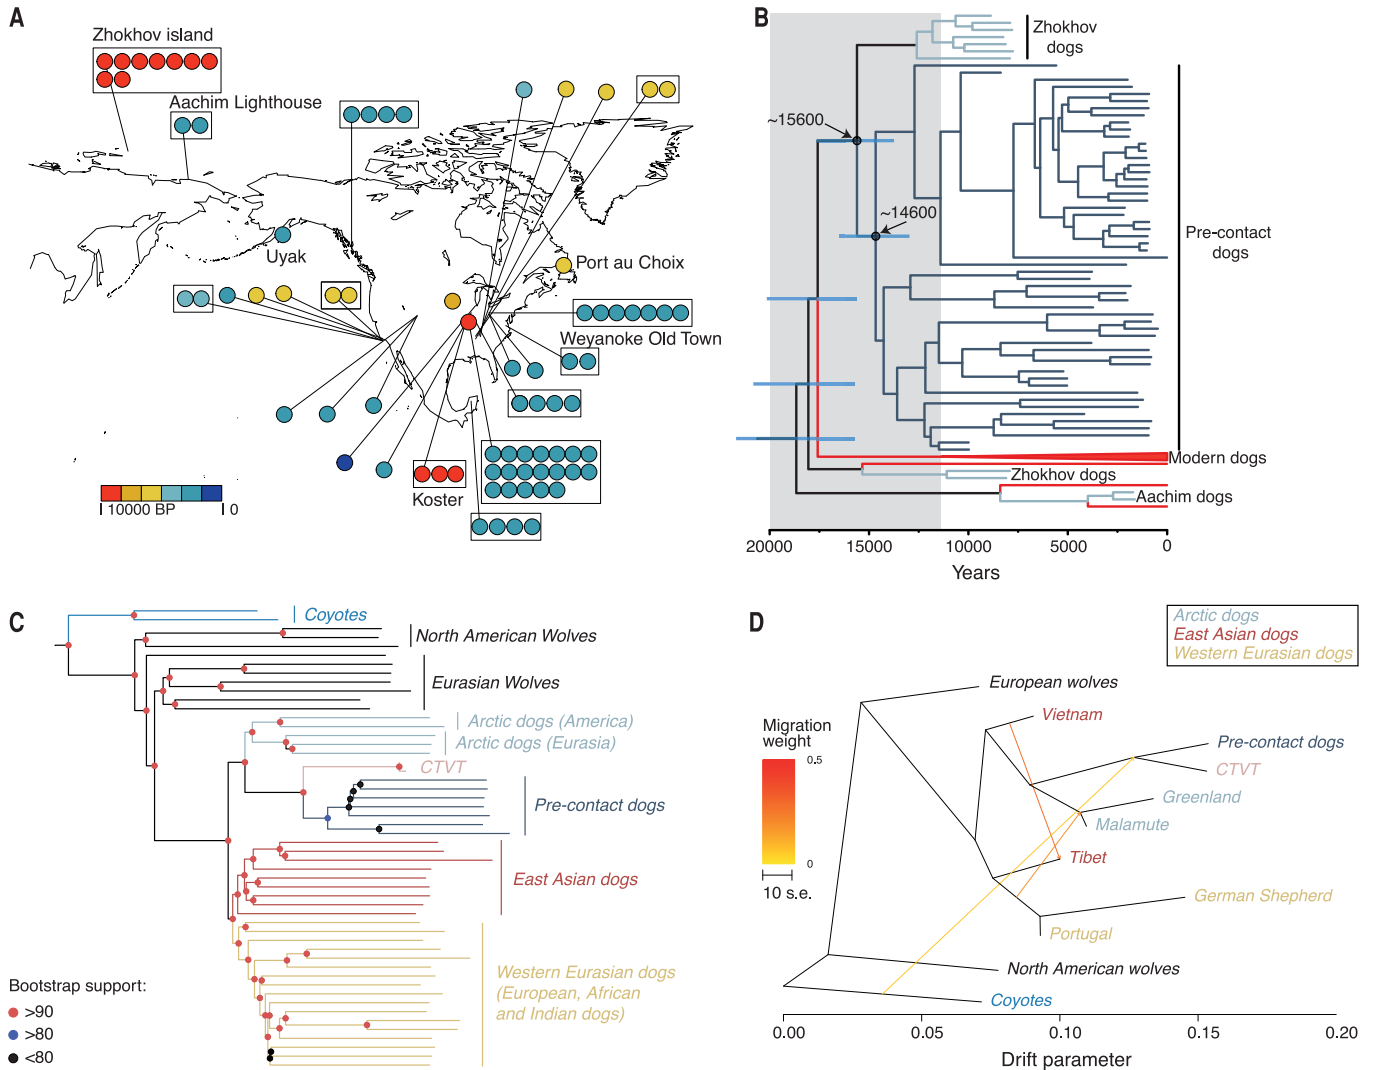 A
Zhokhov island
Aachim Lighthouse
Uyak
Port au Choix
Weyanoke Old Town
Koster
10000 BP
0
B
Zhokhov
dogs
~15600
~14600
Pre-contact
dogs
Modern dogs
Zhokhov dogs
Aachim dogs
20000
15000
10000
5000
0
Years
C
Coyotes
North American Wolves
Eurasian Wolves
Arctic dogs (America)
Arctic dogs (Eurasia)
CTVT
Pre-contact dogs
East Asian dogs
Western Eurasian dogs
(European, African
and Indian dogs)
Bootstrap support:
>90
>80
<80
D
Arctic dogs
East Asian dogs
Western Eurasian dogs
European wolves
Vietnam
Migration
weight
0.5
0
10 s.e.
Pre-contact dogs
CTVT
Greenland
Malamute
Tibet
German Shepherd
Portugal
North American wolves
Coyotes
0.00
0.05
0.10
0.15
0.20
Drift parameter